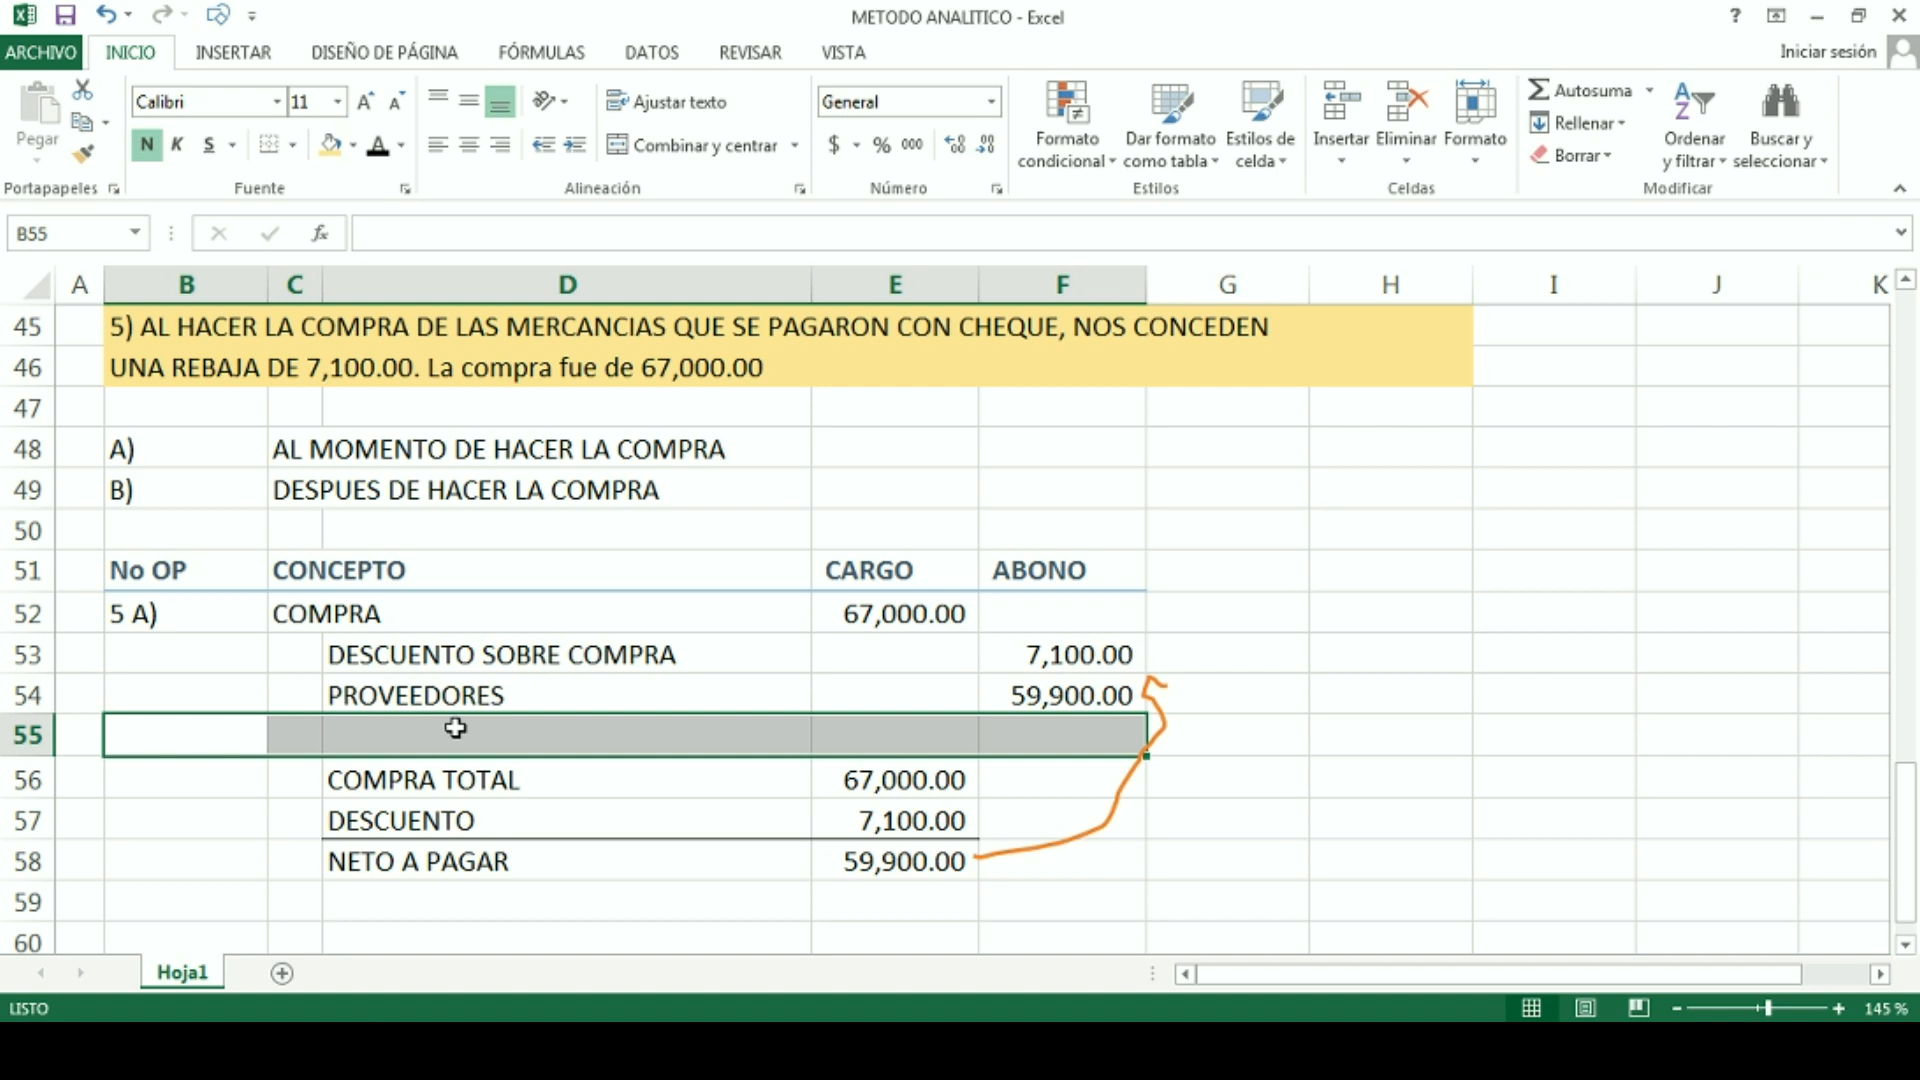 METODO ANALITICO - Excel
?
ARCHIVO INICIO INSERTAR DISEÑO DE PÁGINA FÓRMULAS DATOS REVISAR VISTA Iniciar sesión
Pegar
Calibri 11 A A
N K S A
Ajustar texto
Combinar y centrar
General
$ % 000
Formato condicional
Dar formato como tabla
Estilos de celda
Insertar Eliminar Formato
Autosuma
Rellenar
Borrar
Ordenar y filtrar
Buscar y seleccionar
Portapapeles Fuente Alineación Número Estilos Celdas Modificar
B55 fx
A B C D E F G H I J K
45 5) AL HACER LA COMPRA DE LAS MERCANCIAS QUE SE PAGARON CON CHEQUE, NOS CONCEDEN
46 UNA REBAJA DE 7,100.00. La compra fue de 67,000.00
47
48 A) AL MOMENTO DE HACER LA COMPRA
49 B) DESPUES DE HACER LA COMPRA
50
51 No OP CONCEPTO CARGO ABONO
52 5 A) COMPRA 67,000.00
53 DESCUENTO SOBRE COMPRA 7,100.00
54 PROVEEDORES 59,900.00
55
56 COMPRA TOTAL 67,000.00
57 DESCUENTO 7,100.00
58 NETO A PAGAR 59,900.00
59
60
Hoja1
LISTO 145 %